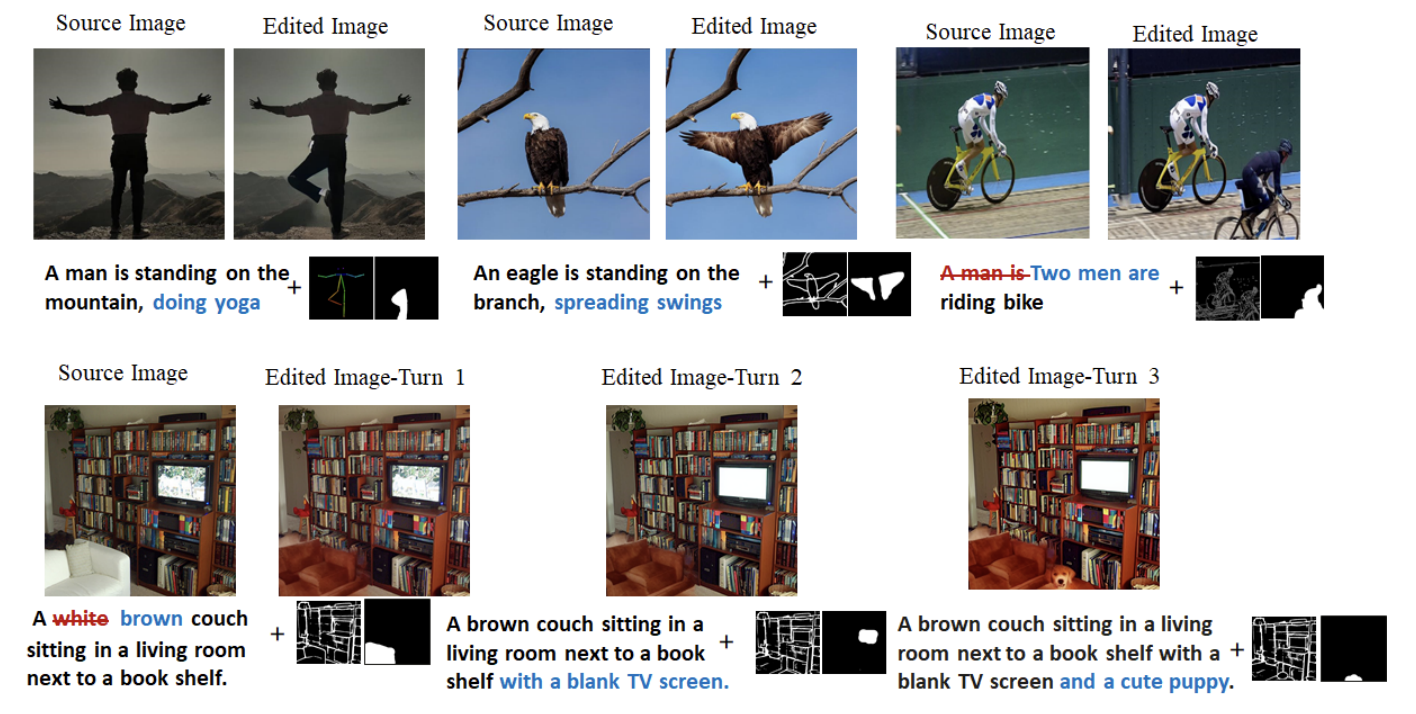 Source Image
Edited Image
Source Image
Edited Image
Source Image
Edited Image
A man is standing on the
mountain, doing yoga
+
An eagle is standing on the
branch, spreading swings
+
A man is Two men are
riding bike
+
Source Image
Edited Image-Turn 1
Edited Image-Turn 2
Edited Image-Turn 3
A white brown couch
sitting in a living room
next to a book shelf.
+
A brown couch sitting in a
living room next to a book
shelf with a blank TV screen.
+
A brown couch sitting in a living
room next to a book shelf with a
blank TV screen and a cute puppy.
+